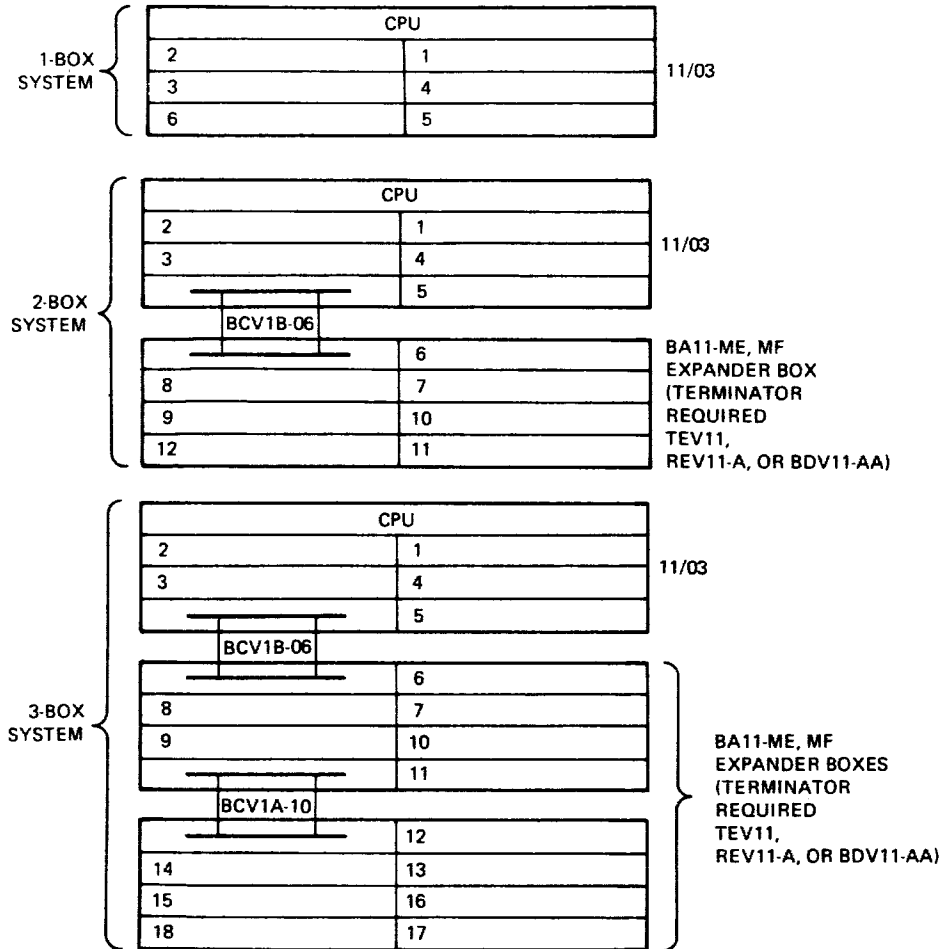 CPU
1-BOX
SYSTEM
2 1
3 4
6 5
11/03
CPU
2 1
3 4
5
11/03
2-BOX
SYSTEM
BCV1B-06
6
8 7
9 10
12 11
BA11-ME, MF
EXPANDER BOX
(TERMINATOR
REQUIRED
TEV11,
REV11-A, OR BDV11-AA)
CPU
2 1
3 4
5
11/03
3-BOX
SYSTEM
BCV1B-06
6
8 7
9 10
11
BCV1A-10
12
14 13
15 16
18 17
BA11-ME, MF
EXPANDER BOXES
(TERMINATOR
REQUIRED
TEV11,
REV11-A, OR BDV11-AA)